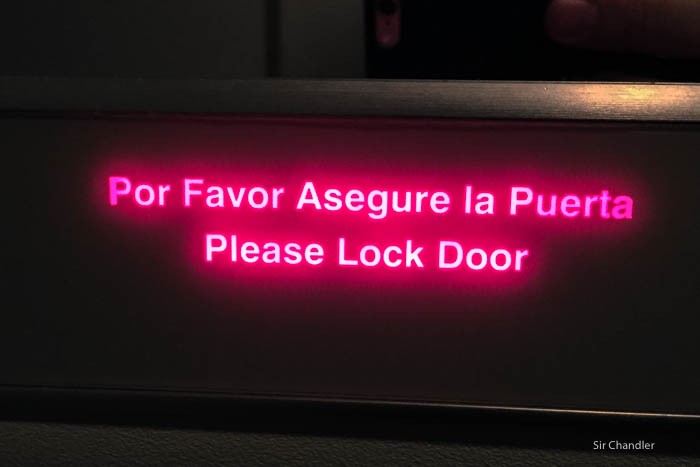 Por Favor Asegure la Puerta
Please Lock Door
Sir Chandler